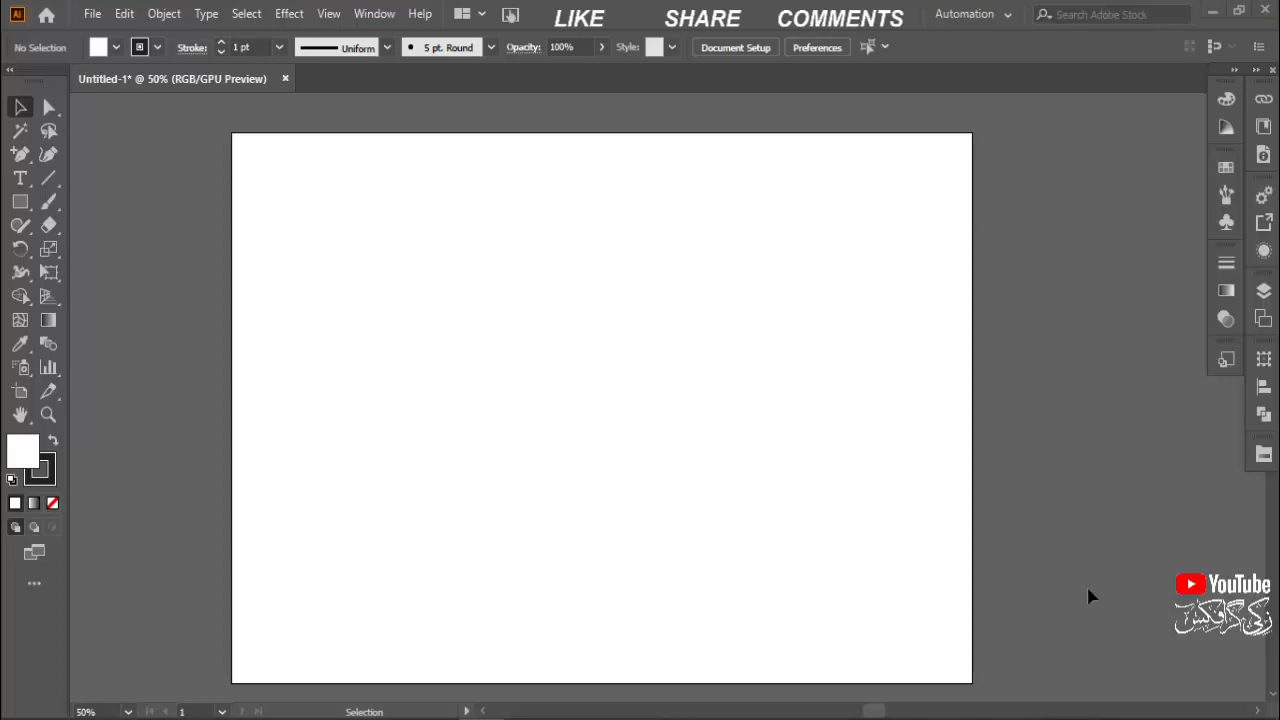 Ai File Edit Object Type Select Effect View Window Help LIKE SHARE COMMENTS Automation Search Adobe Stock
No Selection Stroke: 1 pt Uniform 5 pt. Round Opacity: 100% Style: Document Setup Preferences
Untitled-1* @ 50% (RGB/GPU Preview)
YouTube
زکی گرافکس
50% 1 Selection